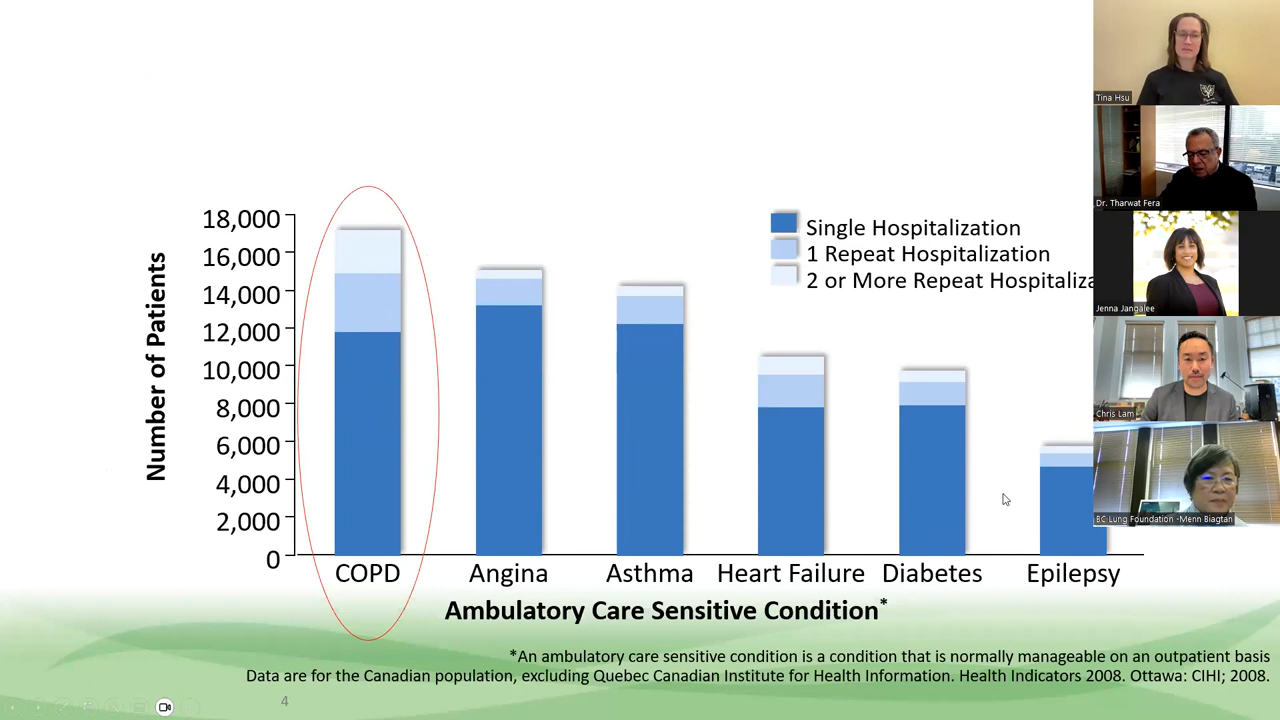 18,000
16,000
14,000
12,000
10,000
8,000
6,000
4,000
2,000
0
Number of Patients
Single Hospitalization
1 Repeat Hospitalization
2 or More Repeat Hospitaliza
COPD Angina Asthma Heart Failure Diabetes Epilepsy
Ambulatory Care Sensitive Condition*
*An ambulatory care sensitive condition is a condition that is normally manageable on an outpatient basis
Data are for the Canadian population, excluding Quebec Canadian Institute for Health Information. Health Indicators 2008. Ottawa: CIHI; 2008.
4
Tina Hsu
Dr. Tharwat Fera
Jenna Jangalee
Chris Lam
BC Lung Foundation -Menn Biagtan